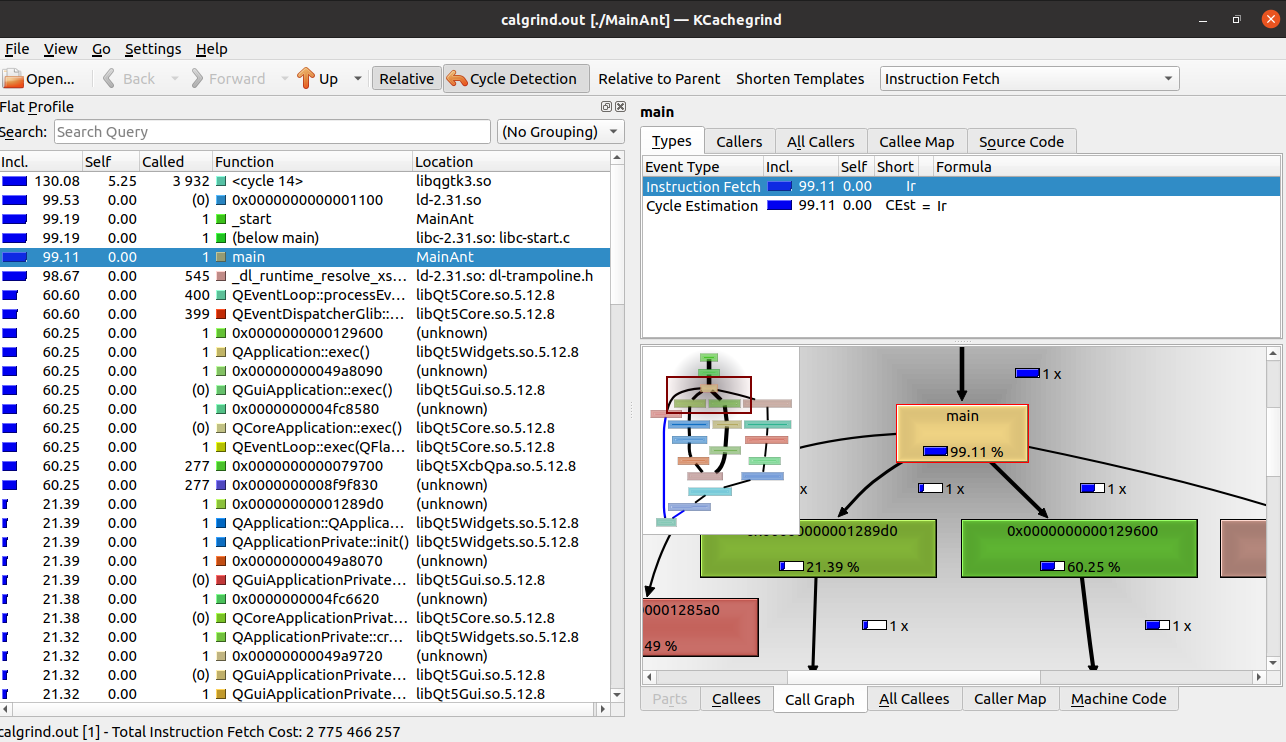 calgrind.out [./MainAnt] — KCachegrind
File View Go Settings Help
Open... Back Forward Up Relative Cycle Detection Relative to Parent Shorten Templates Instruction Fetch
Flat Profile
Search: Search Query (No Grouping)
Incl. Self Called Function Location
130.08 5.25 3 932 <cycle 14> libqgtk3.so
99.53 0.00 (0) 0x0000000000001100 ld-2.31.so
99.19 0.00 1 _start MainAnt
99.19 0.00 1 (below main) libc-2.31.so: libc-start.c
99.11 0.00 1 main MainAnt
98.67 0.00 545 _dl_runtime_resolve_xs... ld-2.31.so: dl-trampoline.h
60.60 0.00 400 QEventLoop::processEv... libQt5Core.so.5.12.8
60.60 0.00 399 QEventDispatcherGlib::... libQt5Core.so.5.12.8
60.25 0.00 1 0x0000000000129600 (unknown)
60.25 0.00 1 QApplication::exec() libQt5Widgets.so.5.12.8
60.25 0.00 1 0x00000000049a8090 (unknown)
60.25 0.00 (0) QGuiApplication::exec() libQt5Gui.so.5.12.8
60.25 0.00 1 0x0000000004fc8580 (unknown)
60.25 0.00 (0) QCoreApplication::exec() libQt5Core.so.5.12.8
60.25 0.00 1 QEventLoop::exec(QFla... libQt5Core.so.5.12.8
60.25 0.00 277 0x0000000000079700 libQt5XcbQpa.so.5.12.8
60.25 0.00 277 0x0000000008f9f830 (unknown)
21.39 0.00 1 0x00000000001289d0 (unknown)
21.39 0.00 1 QApplication::QApplica... libQt5Widgets.so.5.12.8
21.39 0.00 1 QApplicationPrivate::init() libQt5Widgets.so.5.12.8
21.39 0.00 1 0x00000000049a8070 (unknown)
21.39 0.00 (0) QGuiApplicationPrivate... libQt5Gui.so.5.12.8
21.38 0.00 1 0x0000000004fc6620 (unknown)
21.38 0.00 (0) QCoreApplicationPrivat... libQt5Core.so.5.12.8
21.32 0.00 1 QApplicationPrivate::cr... libQt5Widgets.so.5.12.8
21.32 0.00 1 0x00000000049a9720 (unknown)
21.32 0.00 (0) QGuiApplicationPrivate... libQt5Gui.so.5.12.8
21.32 0.00 1 QGuiApplicationPrivate... libQt5Gui.so.5.12.8
main
Types Callers All Callers Callee Map Source Code
Event Type Incl. Self Short Formula
Instruction Fetch 99.11 0.00 Ir
Cycle Estimation 99.11 0.00 CEst = Ir
1 x
main
99.11 %
x 1 x 1 x
0001289d0 0x0000000000129600
21.39 % 60.25 %
0001285a0
49 %
1 x 1 x
Parts Callees Call Graph All Callees Caller Map Machine Code
calgrind.out [1] - Total Instruction Fetch Cost: 2 775 466 257